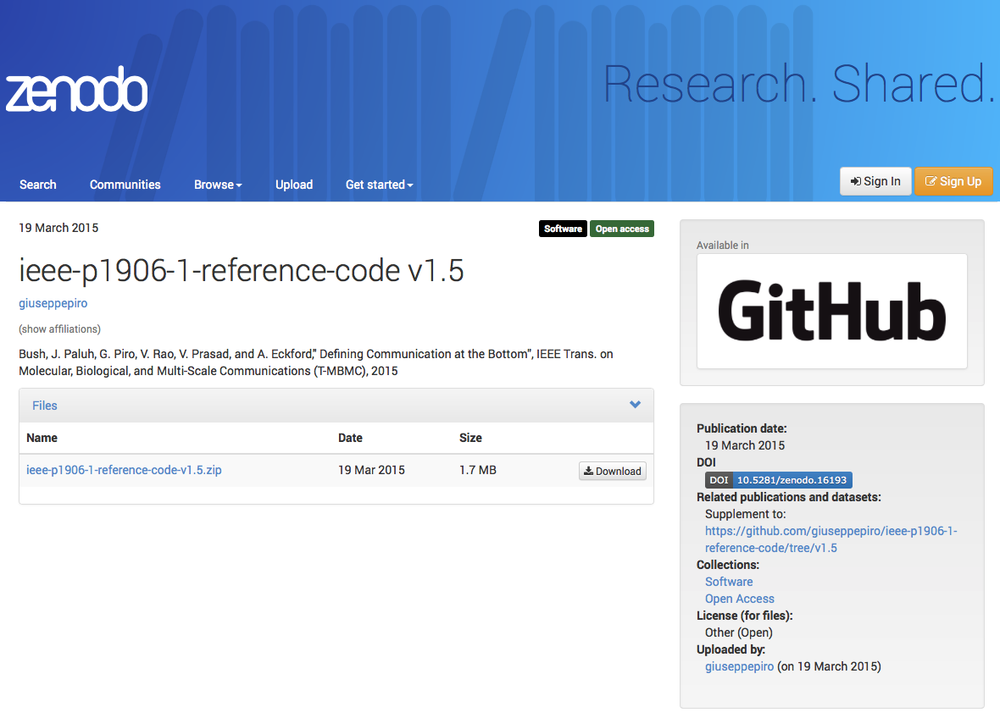 zenodo
Research. Shared.
Search Communities Browse Upload Get started
Sign In Sign Up
19 March 2015
Software Open access
ieee-p1906-1-reference-code v1.5
giuseppepiro
(show affiliations)
Bush, J. Paluh, G. Piro, V. Rao, V. Prasad, and A. Eckford," Defining Communication at the Bottom", IEEE Trans. on
Molecular, Biological, and Multi-Scale Communications (T-MBMC), 2015
Files
Name Date Size
ieee-p1906-1-reference-code-v1.5.zip 19 Mar 2015 1.7 MB Download
Available in
GitHub
Publication date:
19 March 2015
DOI
DOI 10.5281/zenodo.16193
Related publications and datasets:
Supplement to:
https://github.com/giuseppepiro/ieee-p1906-1-
reference-code/tree/v1.5
Collections:
Software
Open Access
License (for files):
Other (Open)
Uploaded by:
giuseppepiro (on 19 March 2015)